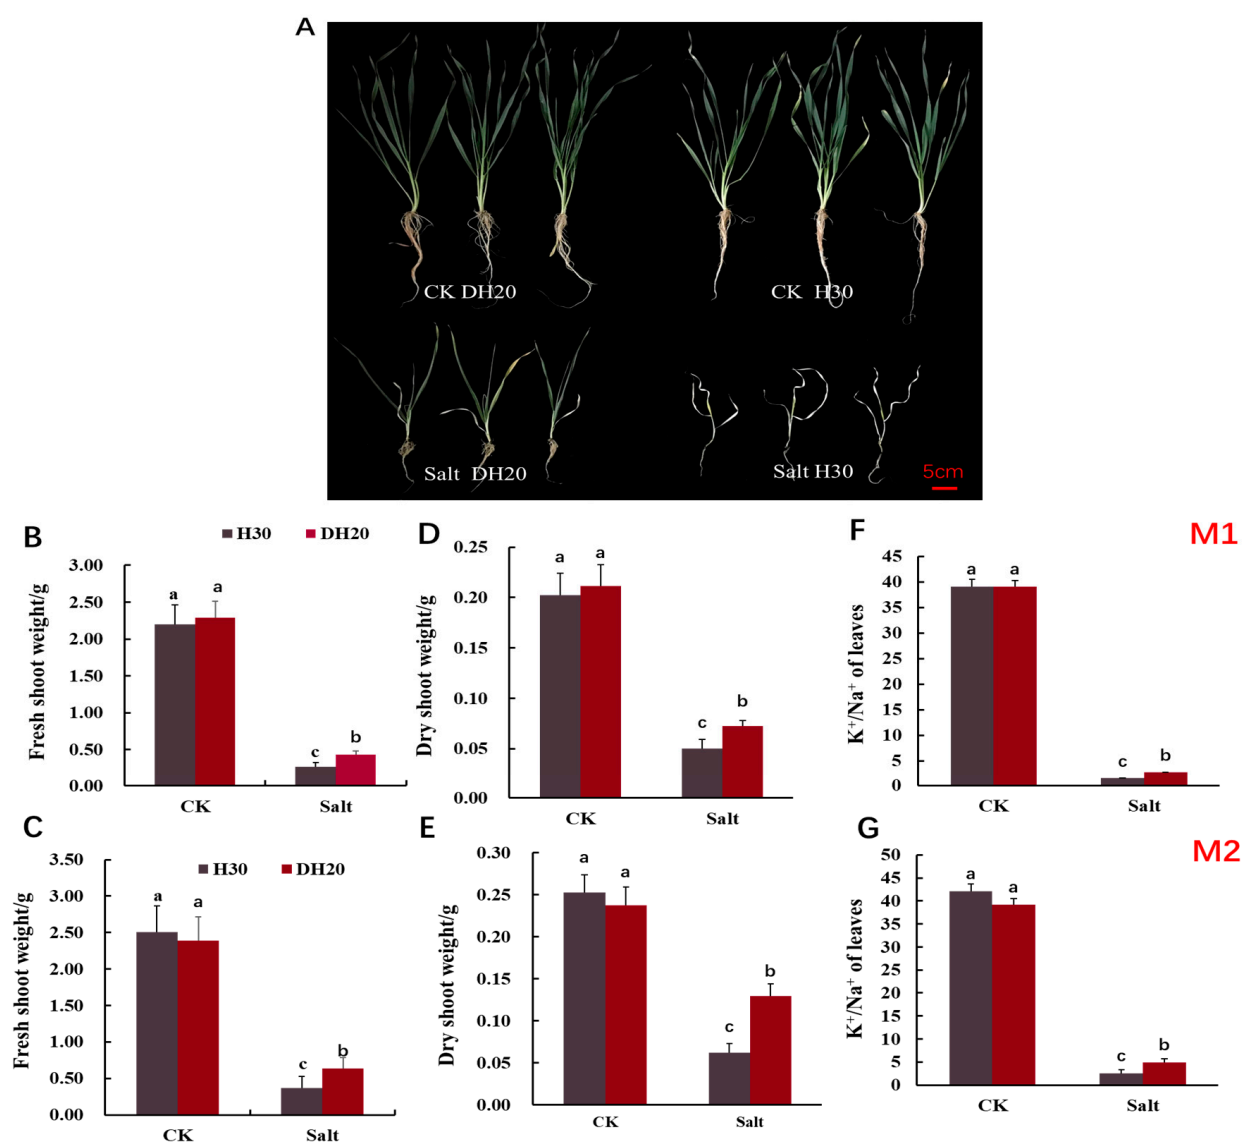 A
CK DH20
CK H30
Salt DH20
Salt H30
5cm
B
H30 DH20
Fresh shoot weight/g
3.00
2.50
2.00
1.50
1.00
0.50
0.00
a a
c b
CK Salt
D
Dry shoot weight/g
0.25
0.20
0.15
0.10
0.05
0.00
a a
c b
CK Salt
F
M1
K⁺/Na⁺ of leaves
45
40
35
30
25
20
15
10
5
0
a a
c b
CK Salt
C
H30 DH20
Fresh shoot weight/g
3.50
3.00
2.50
2.00
1.50
1.00
0.50
0.00
a a
c b
CK Salt
E
Dry shoot weight/g
0.30
0.25
0.20
0.15
0.10
0.05
0.00
a a
c b
CK Salt
G
M2
K⁺/Na⁺ of leaves
50
45
40
35
30
25
20
15
10
5
0
a a
c b
CK Salt